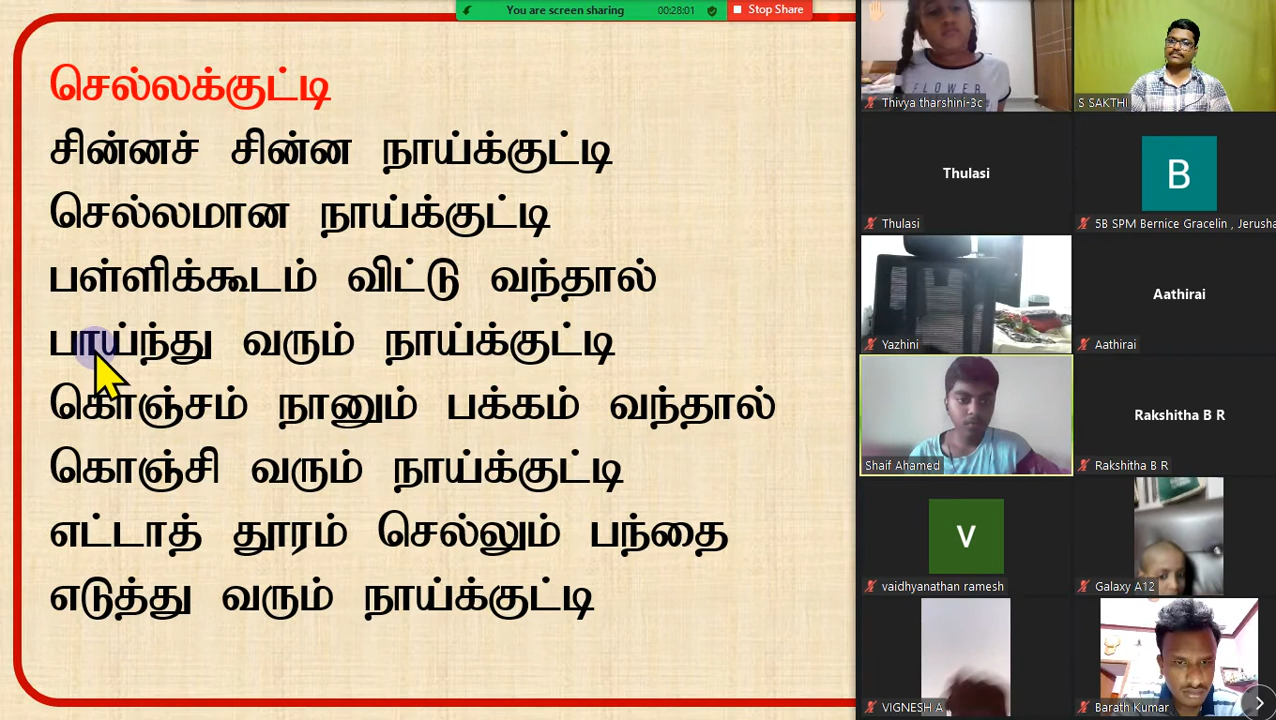 You are screen sharing 00:28:01 Stop Share
செல்லக்குட்டி
சின்னச் சின்ன நாய்க்குட்டி
செல்லமான நாய்க்குட்டி
பள்ளிக்கூடம் விட்டு வந்தால்
பாய்ந்து வரும் நாய்க்குட்டி
கொஞ்சம் நானும் பக்கம் வந்தால்
கொஞ்சி வரும் நாய்க்குட்டி
எட்டாத் தூரம் செல்லும் பந்தை
எடுத்து வரும் நாய்க்குட்டி
FLOWER
Thivya tharshini-3c
S SAKTHI
Thulasi
Thulasi
B
5B SPM Bernice Gracelin , Jerusha
Yazhini
Aathirai
Aathirai
Shaif Ahamed
Rakshitha B R
Rakshitha B R
V
vaidhyanathan ramesh
Galaxy A12
VIGNESH A
Barath Kumar